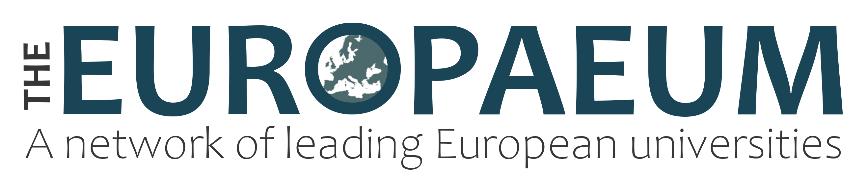 THE EUROPAEUM
A network of leading European universities